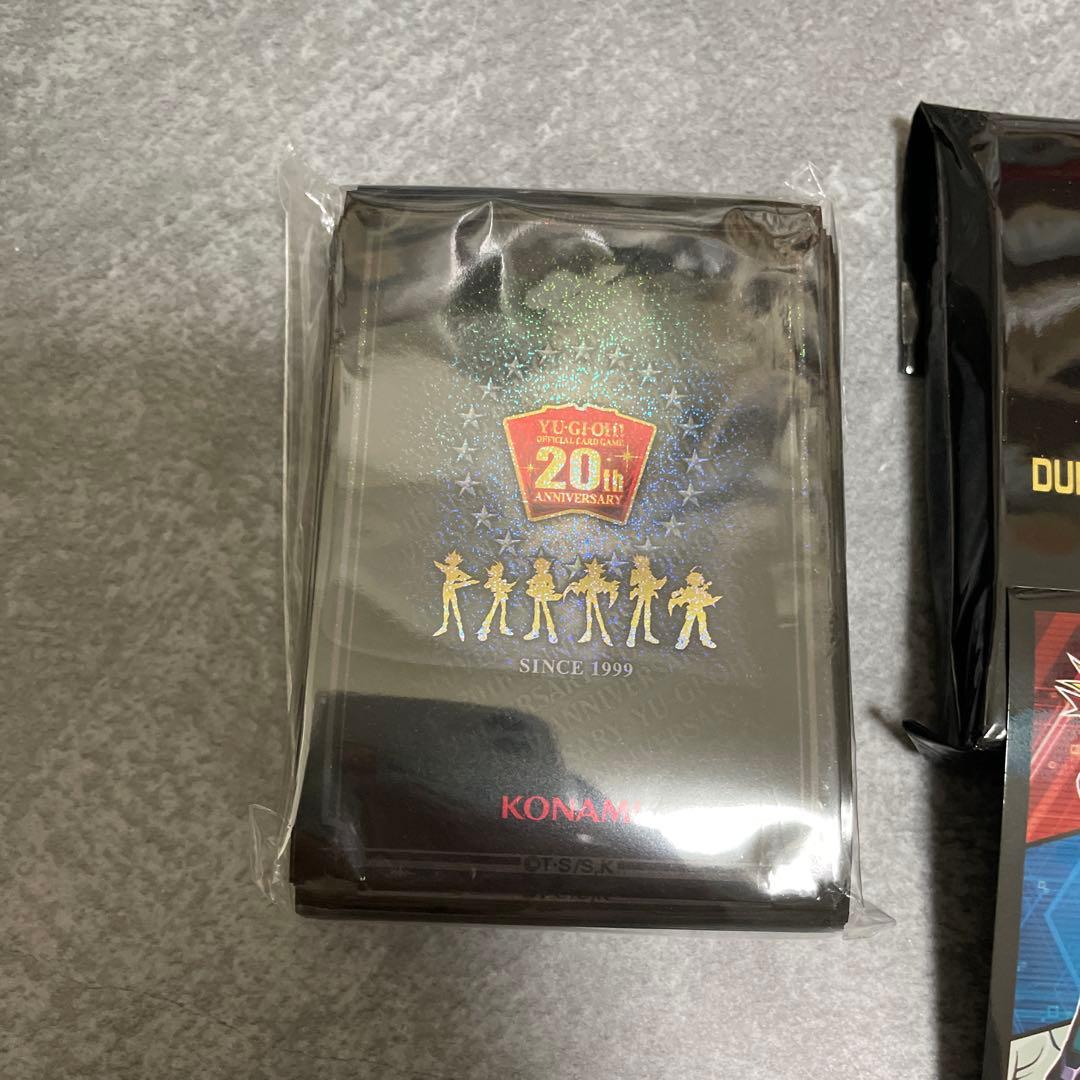 YU-GI-OH!
OFFICIAL CARD GAME
20th
ANNIVERSARY
SINCE 1999
KONAMI
©T·S/S,K
DU